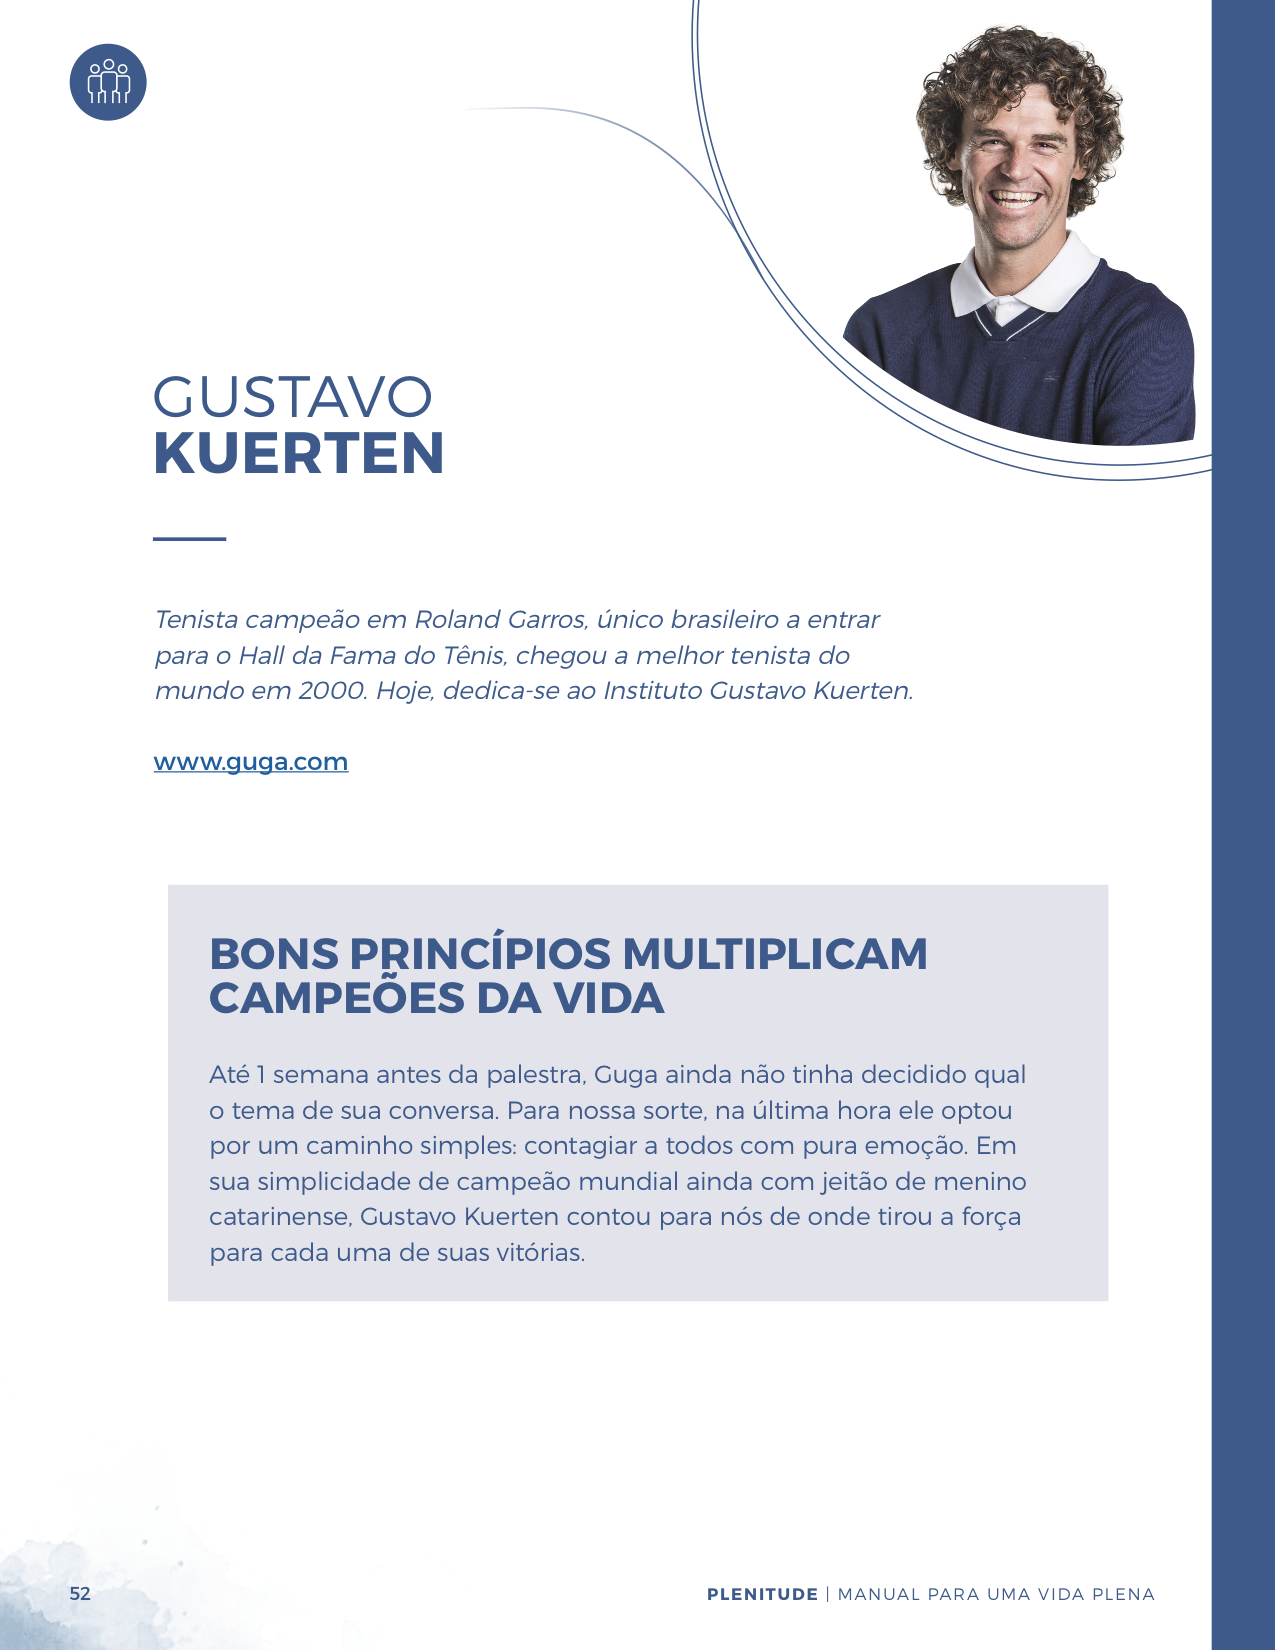 GUSTAVO
KUERTEN
Tenista campeão em Roland Garros, único brasileiro a entrar
para o Hall da Fama do Tênis, chegou a melhor tenista do
mundo em 2000. Hoje, dedica-se ao Instituto Gustavo Kuerten.
www.guga.com
BONS PRINCÍPIOS MULTIPLICAM
CAMPEÕES DA VIDA
Até 1 semana antes da palestra, Guga ainda não tinha decidido qual
o tema de sua conversa. Para nossa sorte, na última hora ele optou
por um caminho simples: contagiar a todos com pura emoção. Em
sua simplicidade de campeão mundial ainda com jeitão de menino
catarinense, Gustavo Kuerten contou para nós de onde tirou a força
para cada uma de suas vitórias.
52
PLENITUDE | MANUAL PARA UMA VIDA PLENA